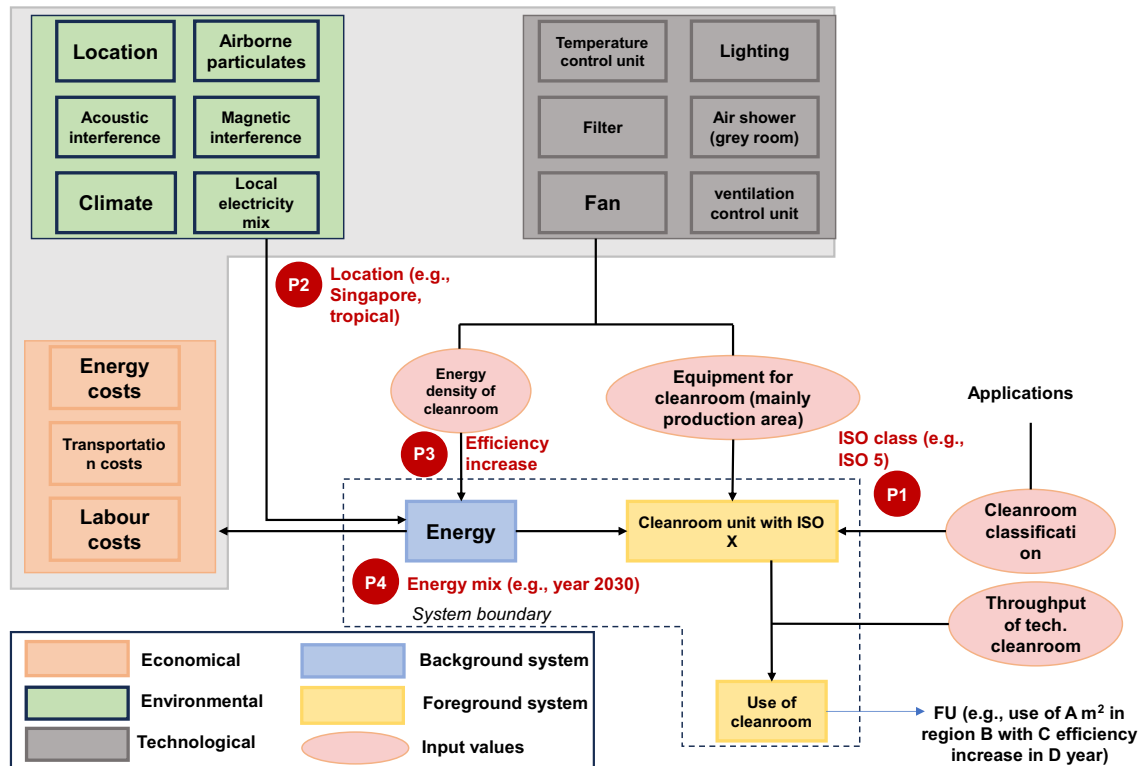 Location
Airborne
particulates
Acoustic
interference
Magnetic
interference
Climate
Local
electricity
mix
Temperature
control unit
Lighting
Filter
Air shower
(grey room)
Fan
ventilation
control unit
P2
Location (e.g.,
Singapore,
tropical)
Energy
costs
Transportatio
n costs
Labour
costs
Energy
density of
cleanroom
Equipment for
cleanroom (mainly
production area)
Applications
P3
Efficiency
increase
ISO class (e.g.,
ISO 5)
P1
Energy
Cleanroom unit with ISO
X
Cleanroom
classificati
on
P4
Energy mix (e.g., year 2030)
System boundary
Throughput
of tech.
cleanroom
Economical
Environmental
Technological
Background system
Foreground system
Input values
Use of
cleanroom
FU (e.g., use of A m² in
region B with C efficiency
increase in D year)